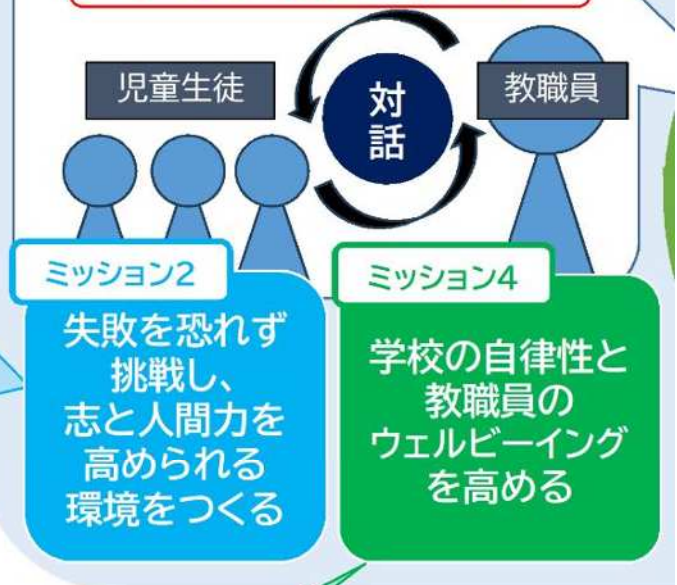 児童生徒
対
話
教職員
ミッション2
失敗を恐れず
挑戦し、
志と人間力を
高められる
環境をつくる
ミッション4
学校の自律性と
教職員の
ウェルビーイング
を高める